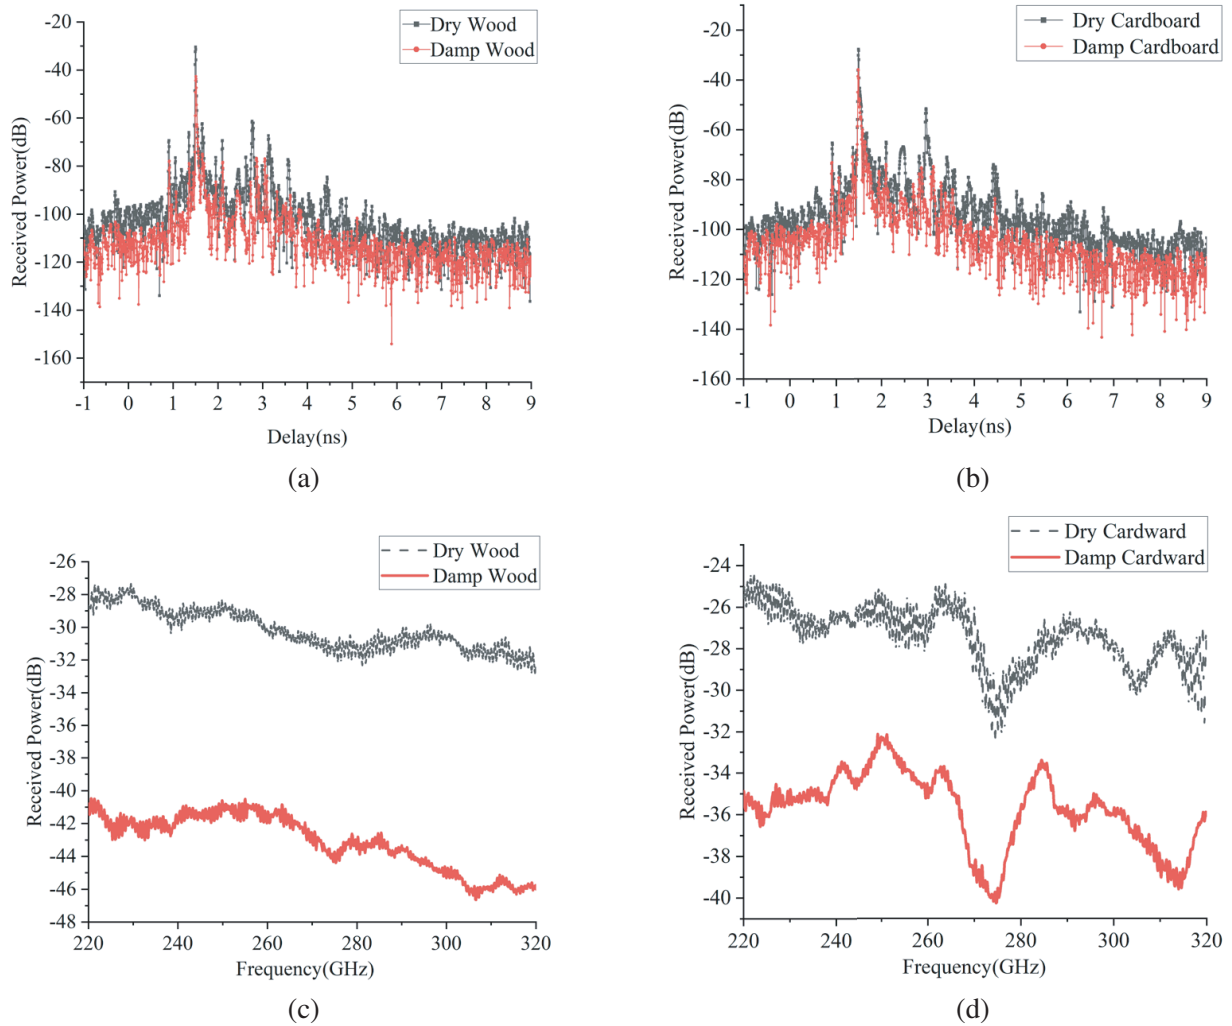 -20
-40
-60
-80
-100
-120
-140
-160
Received Power(dB)
Dry Wood
Damp Wood
-1 0 1 2 3 4 5 6 7 8 9
Delay(ns)
(a)
-20
-40
-60
-80
-100
-120
-140
-160
Received Power(dB)
Dry Cardboard
Damp Cardboard
-1 0 1 2 3 4 5 6 7 8 9
Delay(ns)
(b)
-26
-28
-30
-32
-34
-36
-38
-40
-42
-44
-46
-48
Received Power(dB)
Dry Wood
Damp Wood
220 240 260 280 300 320
Frequency(GHz)
(c)
-24
-26
-28
-30
-32
-34
-36
-38
-40
Received Power(dB)
Dry Cardward
Damp Cardward
220 240 260 280 300 320
Frequency(GHz)
(d)